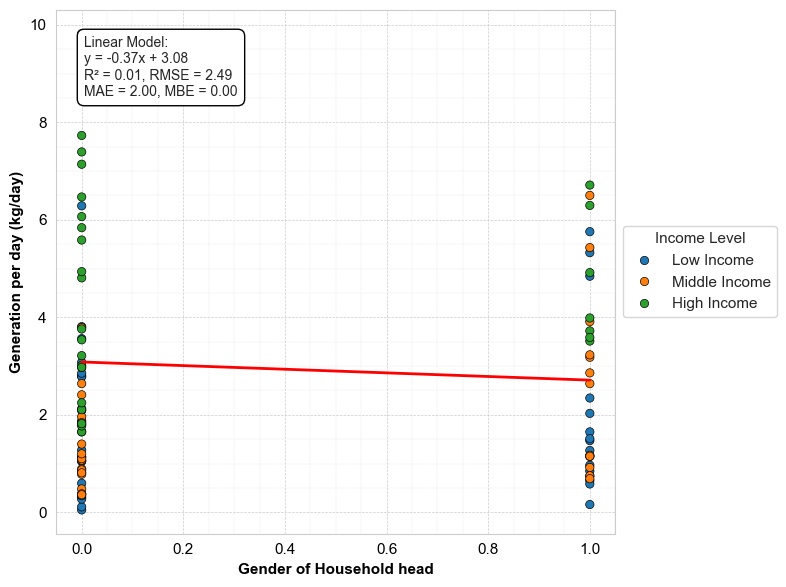 Linear Model:
y = -0.37x + 3.08
R² = 0.01, RMSE = 2.49
MAE = 2.00, MBE = 0.00
10
8
6
4
2
0
Generation per day (kg/day)
0.0 0.2 0.4 0.6 0.8 1.0
Gender of Household head
Income Level
Low Income
Middle Income
High Income